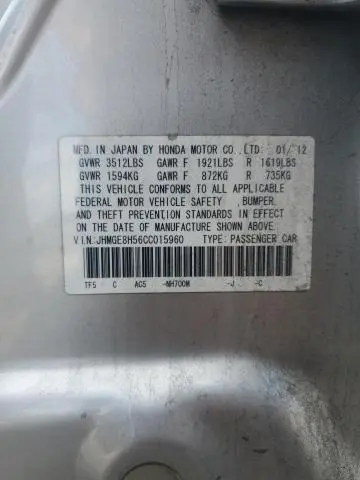 MFD. IN JAPAN BY HONDA MOTOR CO., LTD. 01/12
GVWR 3512LBS GAWR F 1921LBS R 1619LBS
GVWR 1594KG GAWR F 872KG R 735KG
THIS VEHICLE CONFORMS TO ALL APPLICABLE
FEDERAL MOTOR VEHICLE SAFETY, BUMPER,
AND THEFT PREVENTION STANDARDS IN EFFECT
ON THE DATE OF MANUFACTURE SHOWN ABOVE.
V.I.N.:JHMGE8H56CC015960 TYPE: PASSENGER CAR
TF5 C AC5 -NH700M -J -C